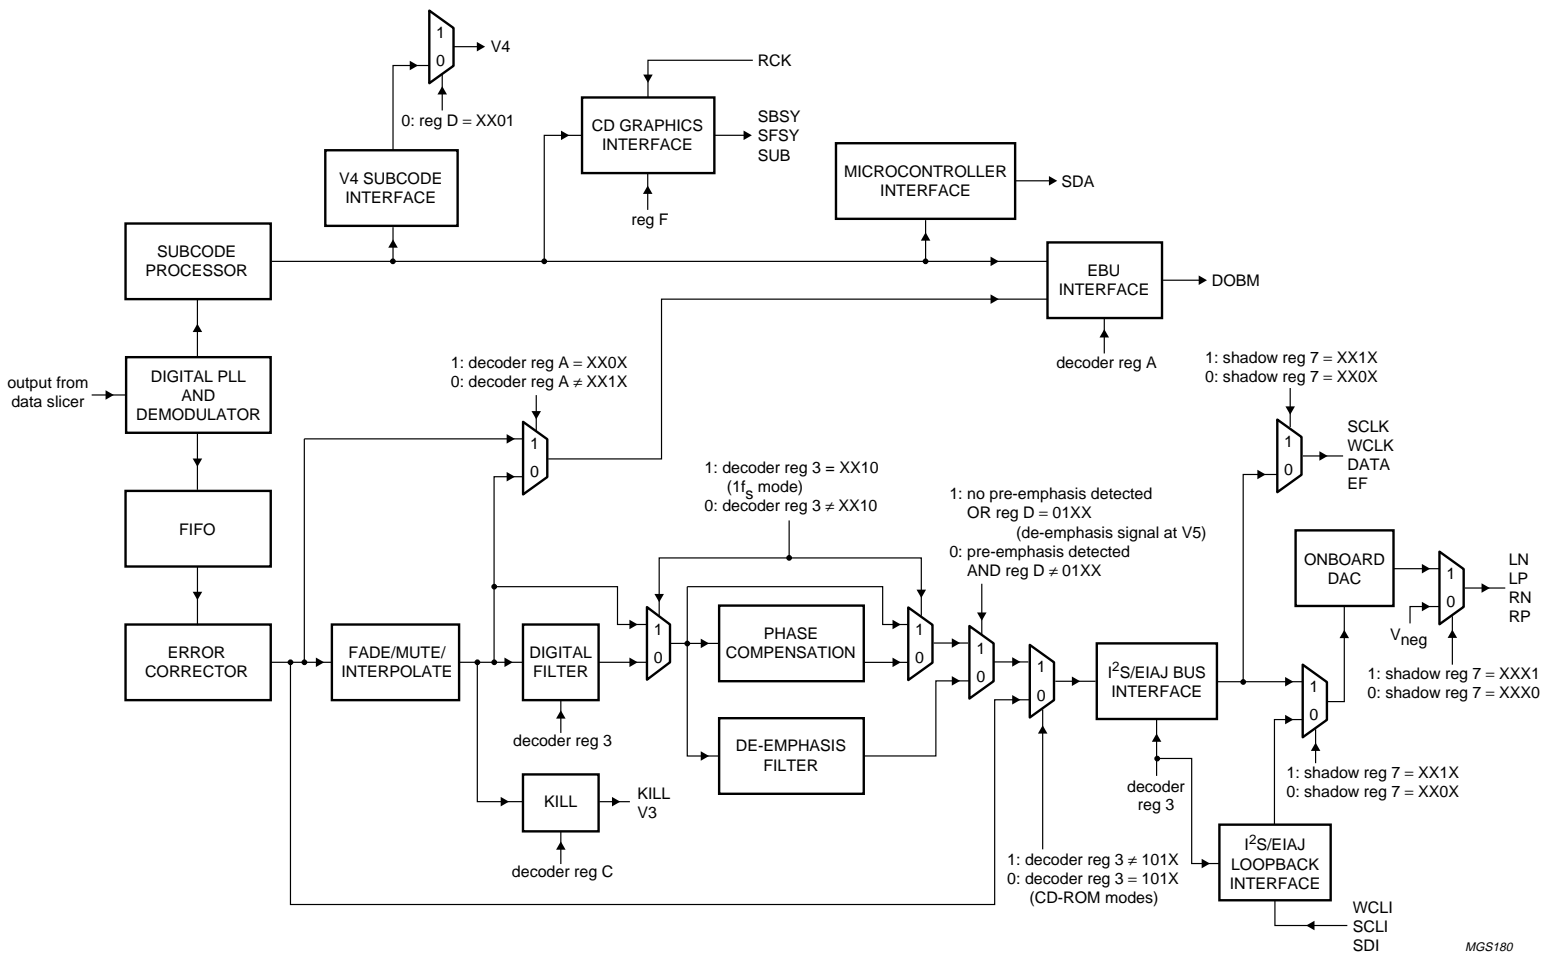 1
0
V4
0: reg D = XX01
V4 SUBCODE
INTERFACE
RCK
CD GRAPHICS
INTERFACE
SBSY
SFSY
SUB
reg F
MICROCONTROLLER
INTERFACE
SDA
SUBCODE
PROCESSOR
EBU
INTERFACE
DOBM
decoder reg A
output from
data slicer
DIGITAL PLL
AND
DEMODULATOR
1: decoder reg A = XX0X
0: decoder reg A ≠ XX1X
1
0
1: shadow reg 7 = XX1X
0: shadow reg 7 = XX0X
1
0
SCLK
WCLK
DATA
EF
FIFO
1: decoder reg 3 = XX10
(1fs mode)
0: decoder reg 3 ≠ XX10
1: no pre-emphasis detected
OR reg D = 01XX
(de-emphasis signal at V5)
0: pre-emphasis detected
AND reg D ≠ 01XX
ONBOARD
DAC
Vneg
1
0
LN
LP
RN
RP
1: shadow reg 7 = XXX1
0: shadow reg 7 = XXX0
ERROR
CORRECTOR
FADE/MUTE/
INTERPOLATE
DIGITAL
FILTER
decoder reg 3
1
0
PHASE
COMPENSATION
1
0
DE-EMPHASIS
FILTER
1
0
1
0
I2S/EIAJ BUS
INTERFACE
decoder
reg 3
1
0
1: shadow reg 7 = XX1X
0: shadow reg 7 = XX0X
KILL
KILL
V3
decoder reg C
1: decoder reg 3 ≠ 101X
0: decoder reg 3 = 101X
(CD-ROM modes)
I2S/EIAJ
LOOPBACK
INTERFACE
WCLI
SCLI
SDI
MGS180